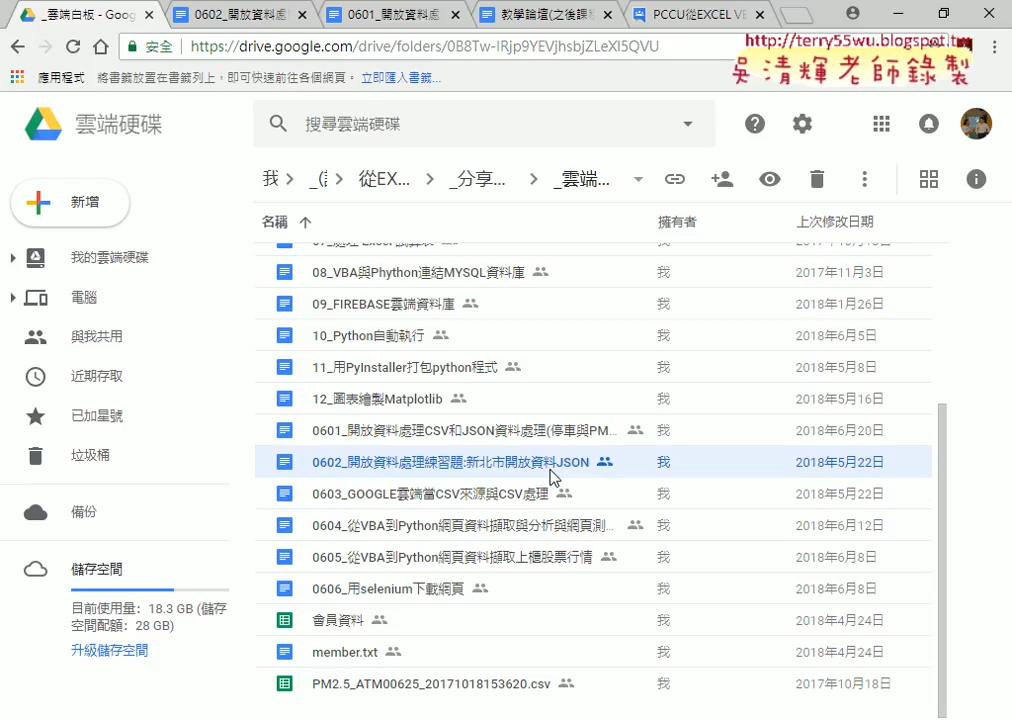 _雲端白板 - Goog
0602_開放資料處
0601_開放資料處
教學論壇(之後課
PCCU從EXCEL VB
安全
https://drive.google.com/drive/folders/0B8Tw-IRjp9YEVjhsbjZLeXI5QVU
http://terry55wu.blogspot.tw
吳清輝老師錄製
應用程式
將書籤放置在書籤列上，即可快速前往各個網頁。
立即匯入書籤...
雲端硬碟
搜尋雲端硬碟
新增
我
從EX...
_分享...
_雲端...
名稱
擁有者
上次修改日期
我的雲端硬碟
電腦
與我共用
近期存取
已加星號
垃圾桶
備份
儲存空間
目前使用量：18.3 GB (儲存
空間配額：28 GB)
升級儲存空間
08_VBA與Phython連結MYSQL資料庫 我 2017年11月3日
09_FIREBASE雲端資料庫 我 2018年1月26日
10_Python自動執行 我 2018年6月5日
11_用PyInstaller打包python程式 我 2018年5月8日
12_圖表繪製Matplotlib 我 2018年5月16日
0601_開放資料處理CSV和JSON資料處理(停車與PM... 我 2018年6月20日
0602_開放資料處理練習題:新北市開放資料JSON 我 2018年5月22日
0603_GOOGLE雲端當CSV來源與CSV處理 我 2018年5月22日
0604_從VBA到Python網頁資料擷取與分析與網頁測... 我 2018年6月12日
0605_從VBA到Python網頁資料擷取上櫃股票行情 我 2018年6月8日
0606_用selenium下載網頁 我 2018年6月8日
會員資料 我 2018年4月24日
member.txt 我 2018年4月24日
PM2.5_ATM00625_20171018153620.csv 我 2017年10月18日